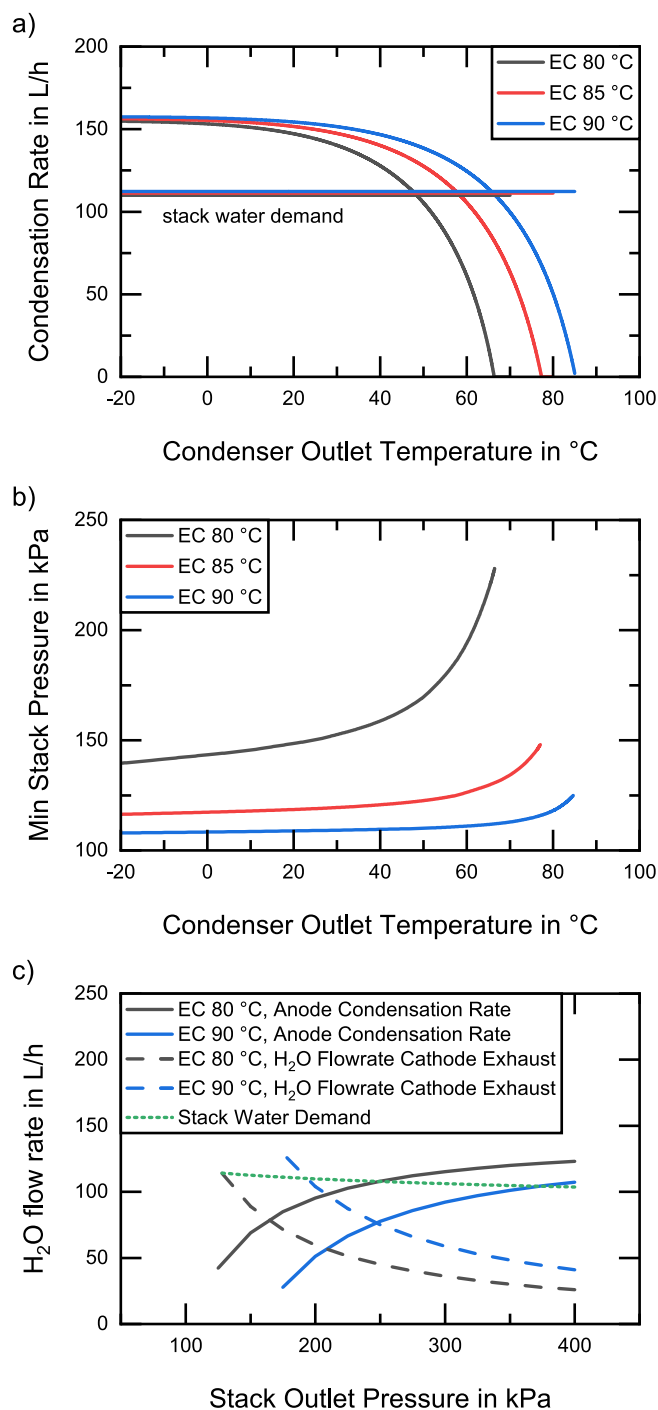 a)
200
150
100
50
0
Condensation Rate in L/h
EC 80 °C
EC 85 °C
EC 90 °C
stack water demand
-20 0 20 40 60 80 100
Condenser Outlet Temperature in °C
b)
250
200
150
100
Min Stack Pressure in kPa
EC 80 °C
EC 85 °C
EC 90 °C
-20 0 20 40 60 80 100
Condenser Outlet Temperature in °C
c)
250
200
150
100
50
0
H₂O flow rate in L/h
EC 80 °C, Anode Condensation Rate
EC 90 °C, Anode Condensation Rate
EC 80 °C, H₂O Flowrate Cathode Exhaust
EC 90 °C, H₂O Flowrate Cathode Exhaust
Stack Water Demand
100 200 300 400
Stack Outlet Pressure in kPa